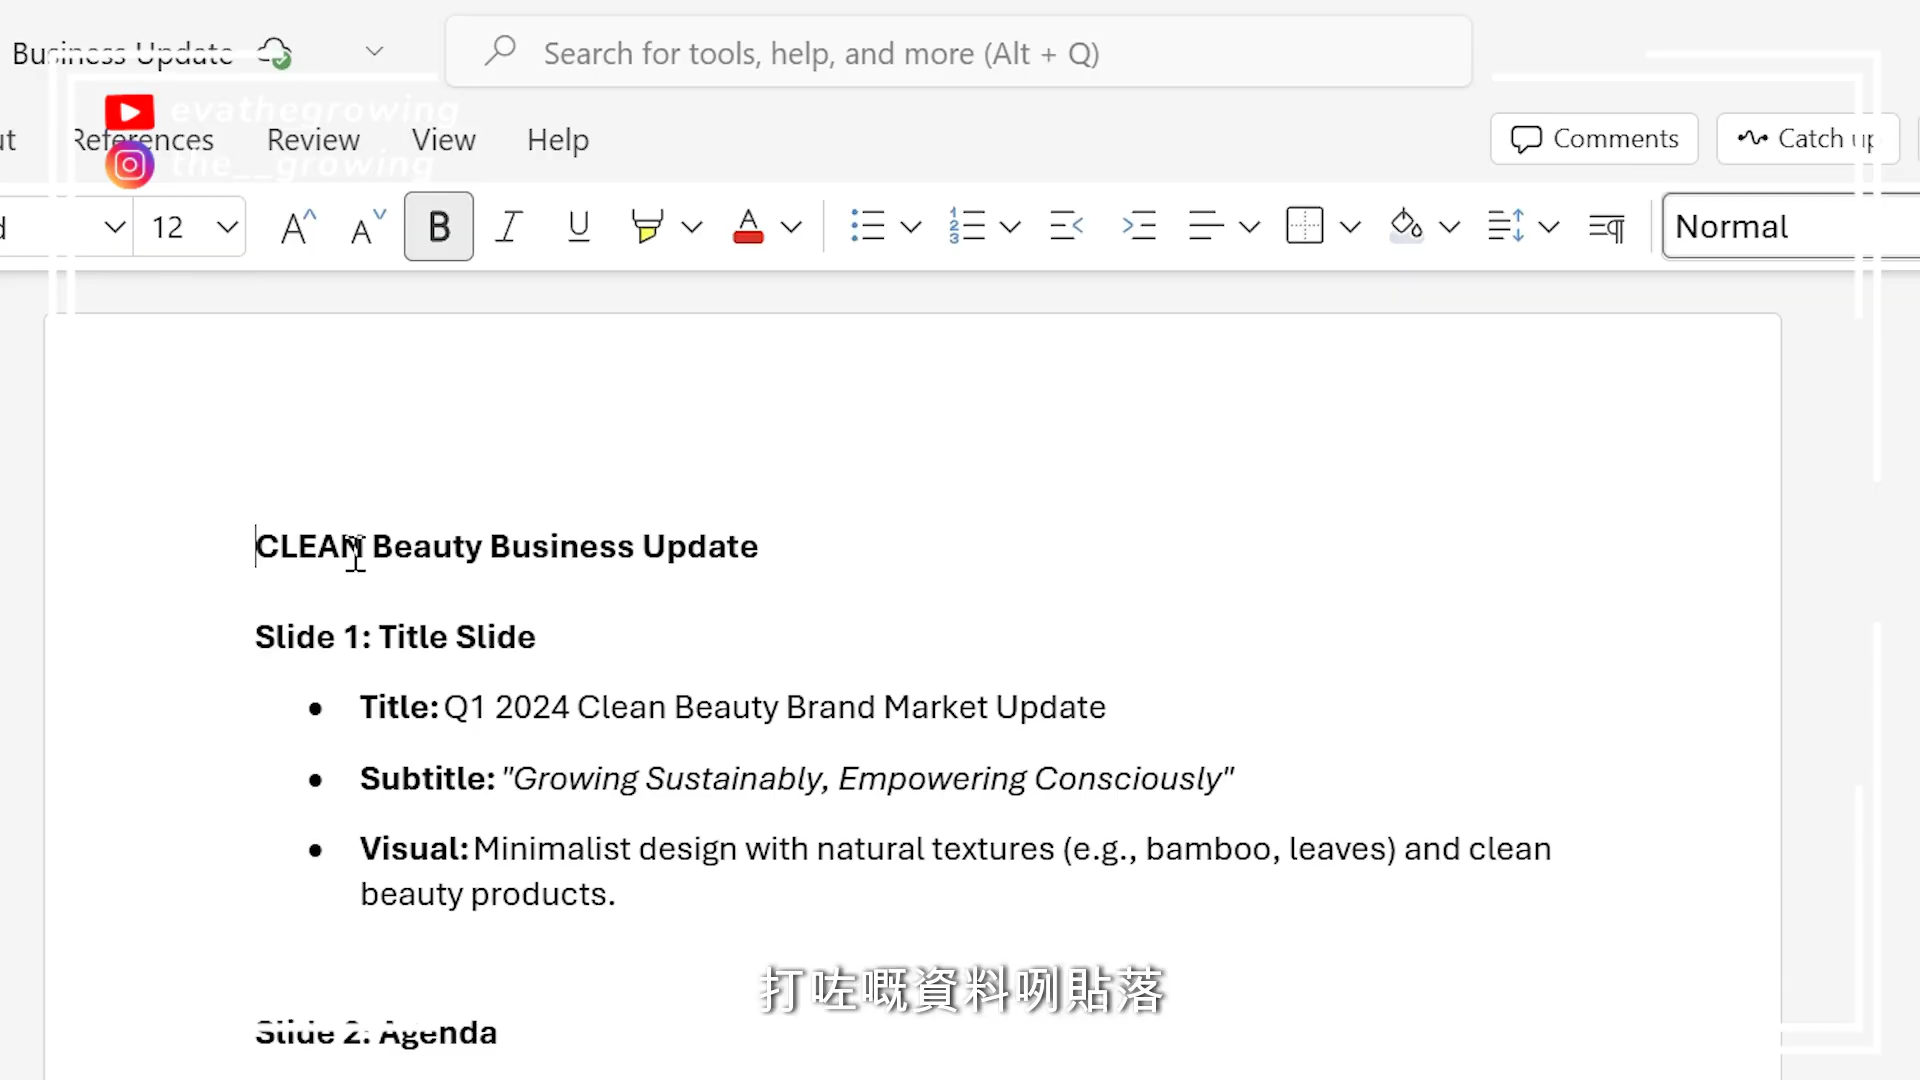 Business Update
Search for tools, help, and more (Alt + Q)
evathegrowing
the__growing
References Review View Help
Comments
Catch up
12
Normal
CLEAN Beauty Business Update
Slide 1: Title Slide
• Title: Q1 2024 Clean Beauty Brand Market Update
• Subtitle: "Growing Sustainably, Empowering Consciously"
• Visual: Minimalist design with natural textures (e.g., bamboo, leaves) and clean
beauty products.
打咗嘅資料咧貼落
Slide 2: Agenda